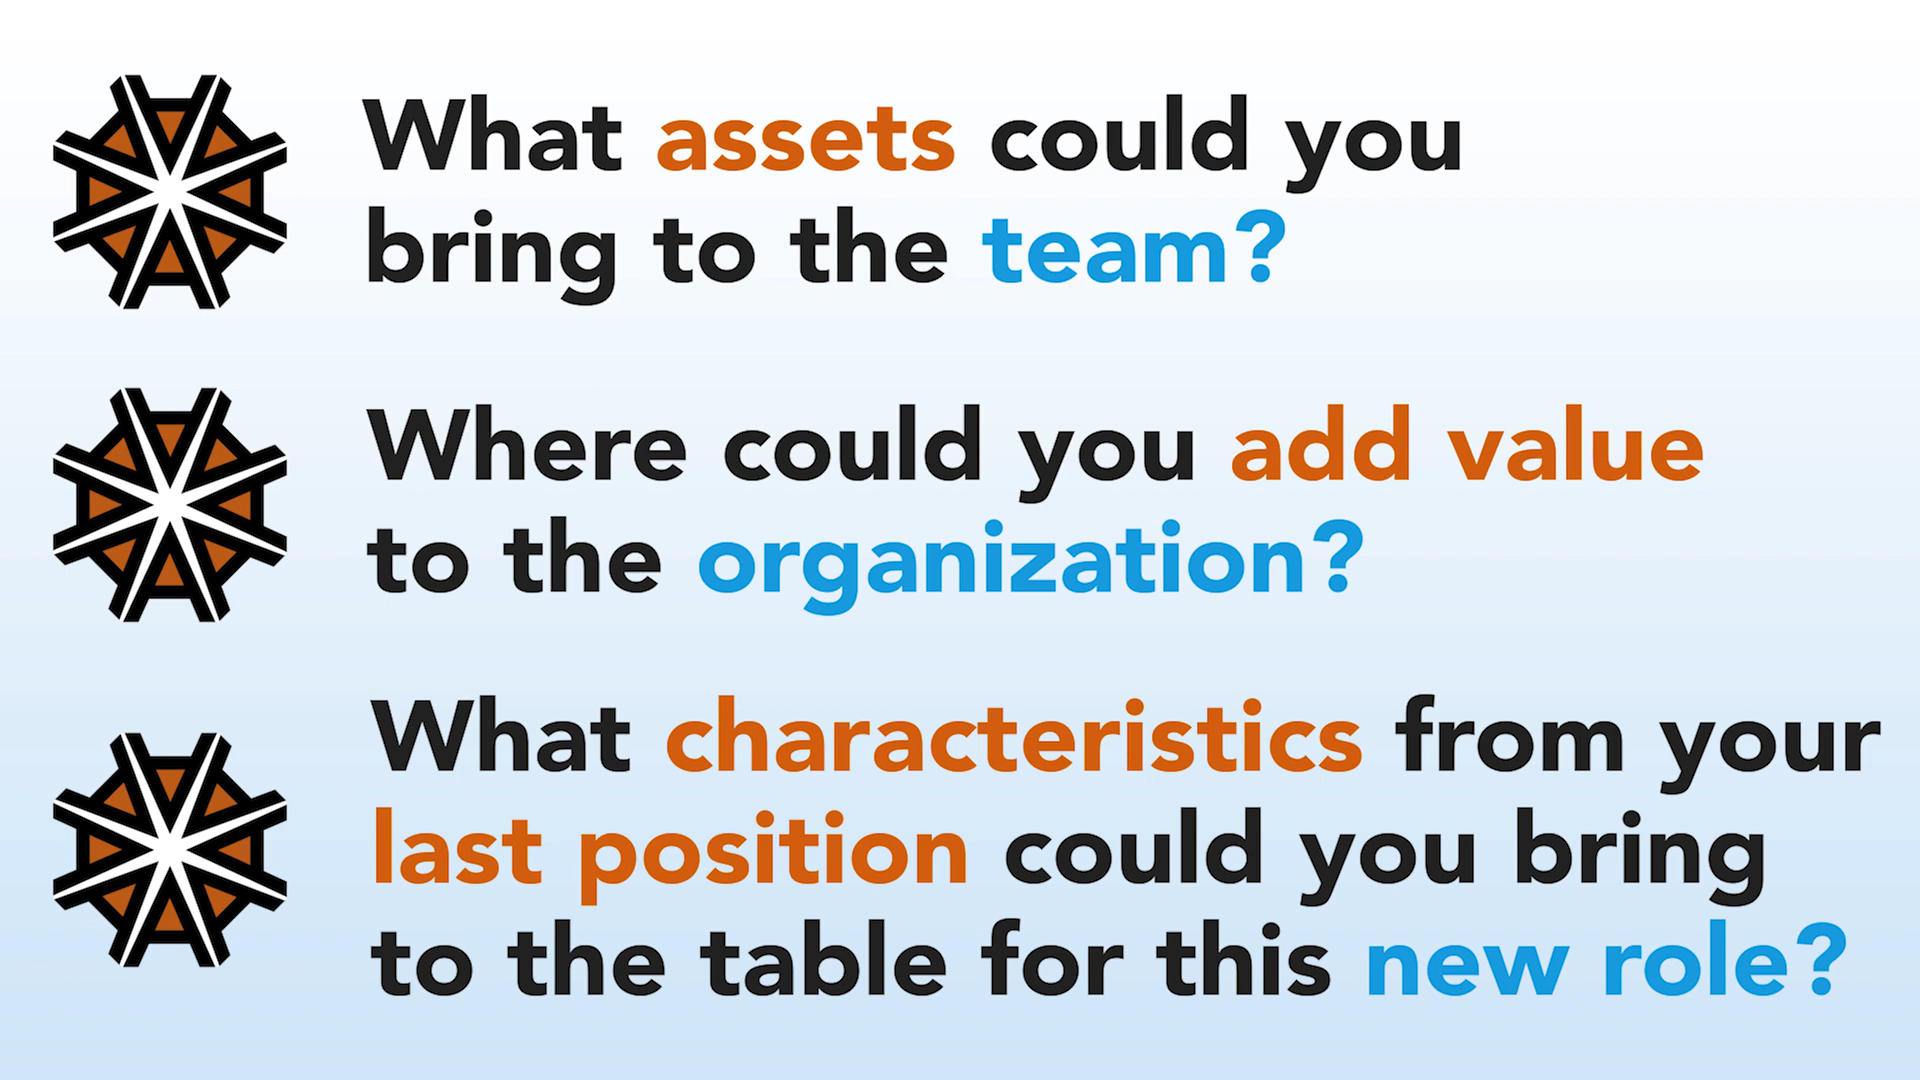 What assets could you
bring to the team?
Where could you add value
to the organization?
What characteristics from your
last position could you bring
to the table for this new role?